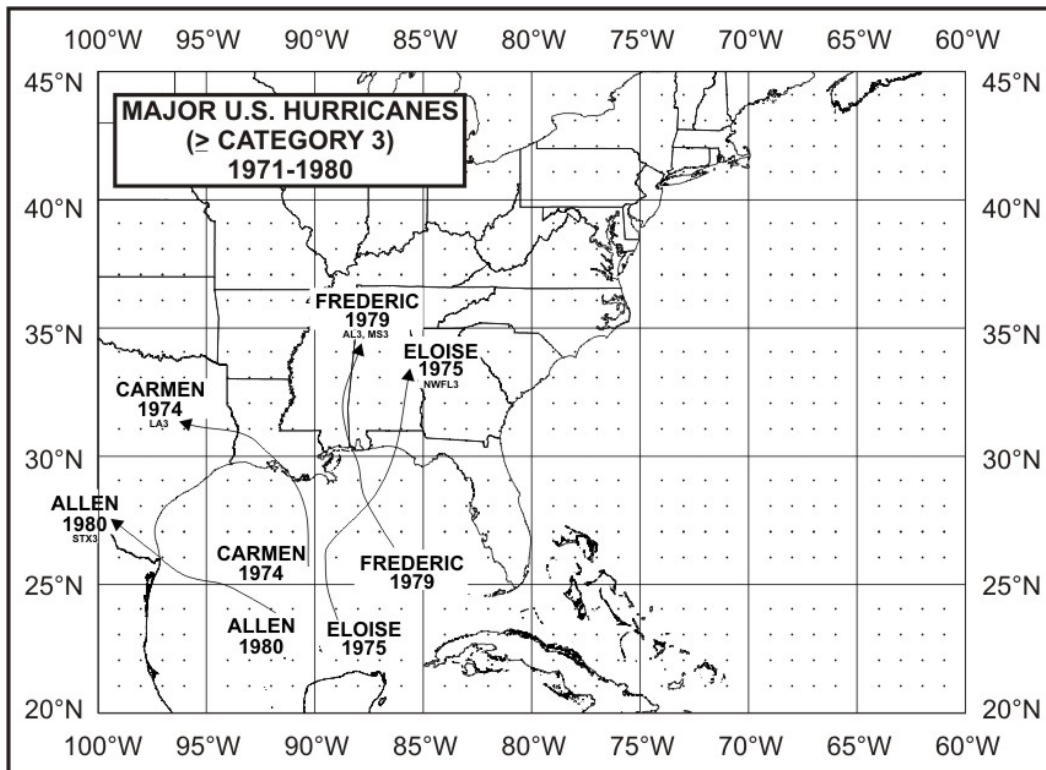 100°W 95°W 90°W 85°W 80°W 75°W 70°W 65°W 60°W
45°N 45°N
MAJOR U.S. HURRICANES
(≥ CATEGORY 3)
1971-1980
40°N 40°N
FREDERIC
1979
AL3, MS3
35°N 35°N
ELOISE
1975
NWFL3
CARMEN
1974
LA3
30°N 30°N
ALLEN
1980
STX3
CARMEN
1974
FREDERIC
1979
25°N 25°N
ALLEN
1980
ELOISE
1975
20°N 20°N
100°W 95°W 90°W 85°W 80°W 75°W 70°W 65°W 60°W